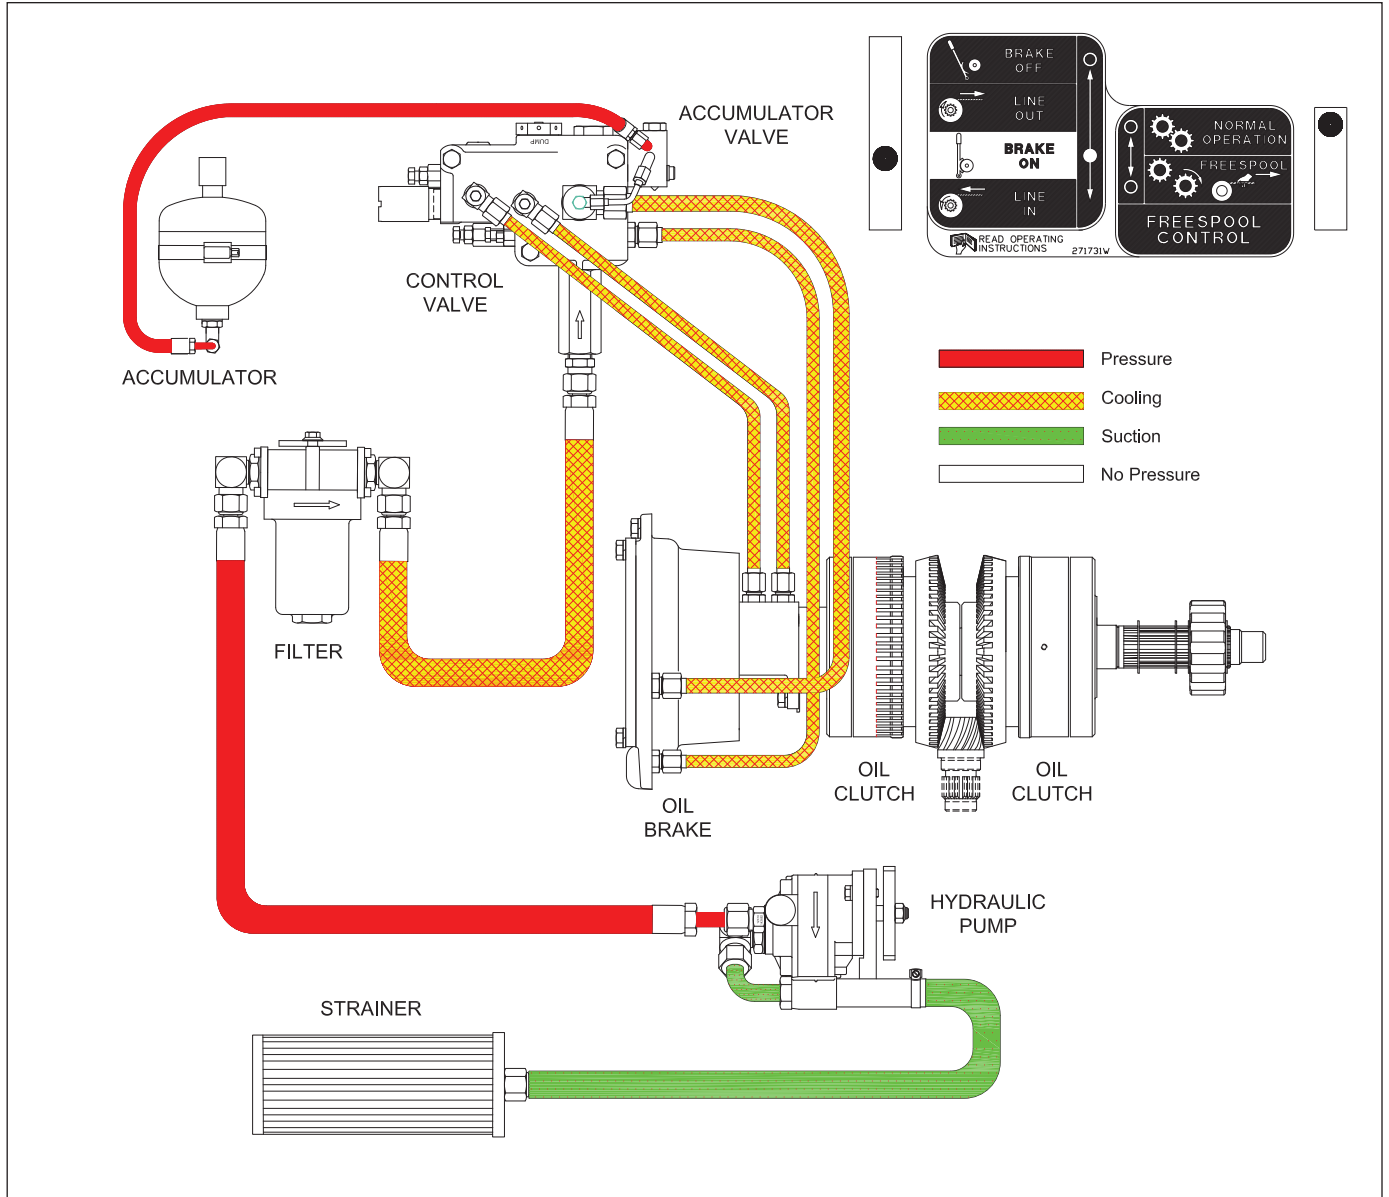 ACCUMULATOR
VALVE
DUMP
CONTROL
VALVE
ACCUMULATOR
BRAKE
OFF
LINE
OUT
BRAKE
ON
LINE
IN
READ OPERATING
INSTRUCTIONS
271731W
NORMAL
OPERATION
FREESPOOL
FREESPOOL
CONTROL
Pressure
Cooling
Suction
No Pressure
FILTER
OIL
BRAKE
OIL
CLUTCH
OIL
CLUTCH
HYDRAULIC
PUMP
STRAINER